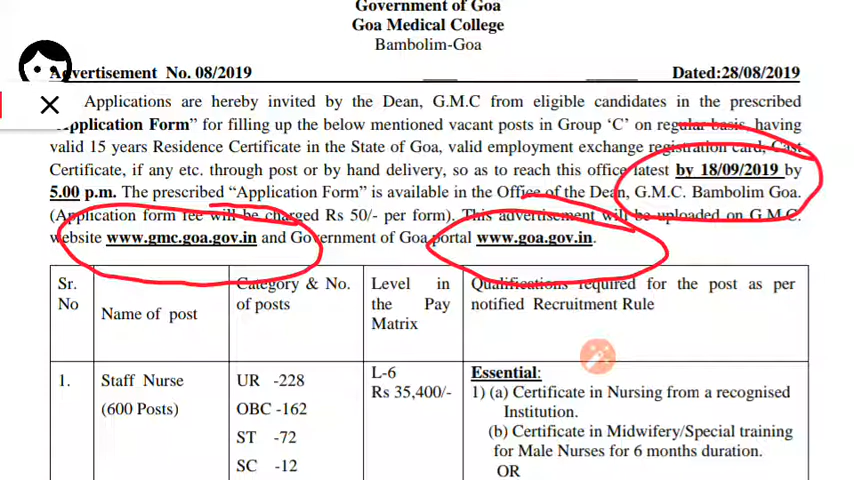 Government of Goa
Goa Medical College
Bambolim-Goa
Advertisement No. 08/2019 Dated:28/08/2019
Applications are hereby invited by the Dean, G.M.C from eligible candidates in the prescribed
"Application Form" for filling up the below mentioned vacant posts in Group 'C' on regular basis, having
valid 15 years Residence Certificate in the State of Goa, valid employment exchange registration card, Cast
Certificate, if any etc. through post or by hand delivery, so as to reach this office latest by 18/09/2019 by
5.00 p.m. The prescribed "Application Form" is available in the Office of the Dean, G.M.C. Bambolim Goa.
(Application form fee will be charged Rs 50/- per form). This advertisement will be uploaded on G.M.C.
website www.gmc.goa.gov.in and Government of Goa portal www.goa.gov.in.
Sr. No
Name of post
Category & No. of posts
Level in the Pay Matrix
Qualifications required for the post as per
notified Recruitment Rule
1.
Staff Nurse
(600 Posts)
UR -228
OBC -162
ST -72
SC -12
L-6
Rs 35,400/-
Essential:
1) (a) Certificate in Nursing from a recognised
Institution.
(b) Certificate in Midwifery/Special training
for Male Nurses for 6 months duration.
OR